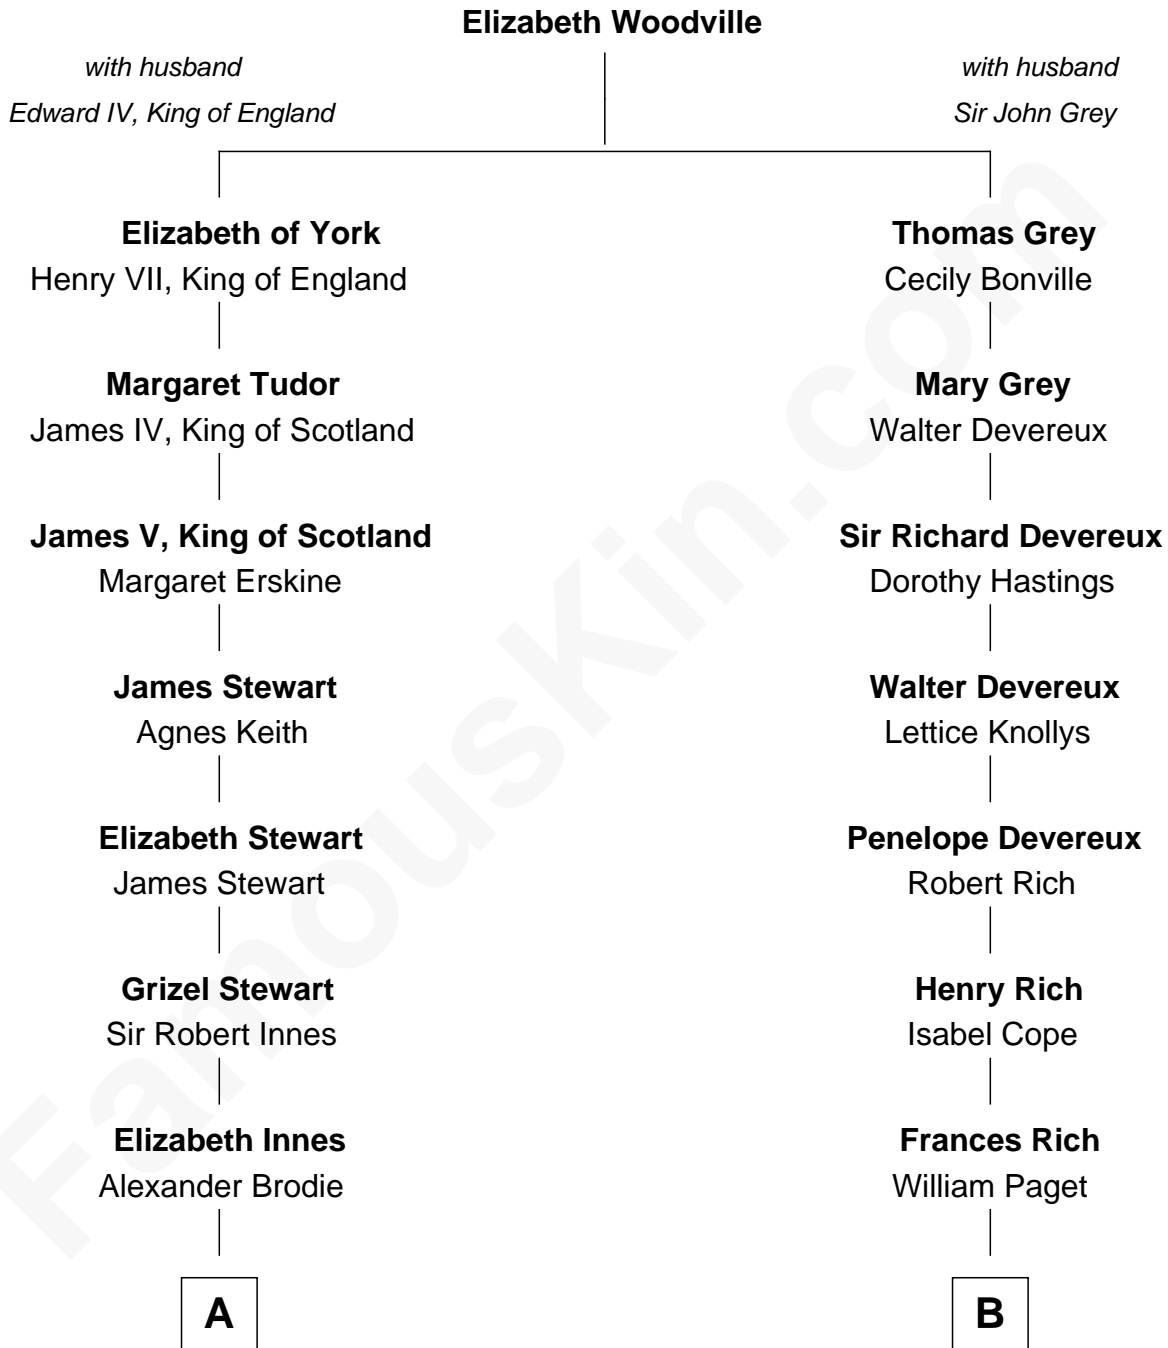 Elizabeth Woodville
with husband
Edward IV, King of England
with husband
Sir John Grey
Elizabeth of York
Henry VII, King of England
Thomas Grey
Cecily Bonville
Margaret Tudor
James IV, King of Scotland
Mary Grey
Walter Devereux
James V, King of Scotland
Margaret Erskine
Sir Richard Devereux
Dorothy Hastings
James Stewart
Agnes Keith
Walter Devereux
Lettice Knollys
Elizabeth Stewart
James Stewart
Penelope Devereux
Robert Rich
Grizel Stewart
Sir Robert Innes
Henry Rich
Isabel Cope
Elizabeth Innes
Alexander Brodie
Frances Rich
William Paget
A
B
FamousKin.com